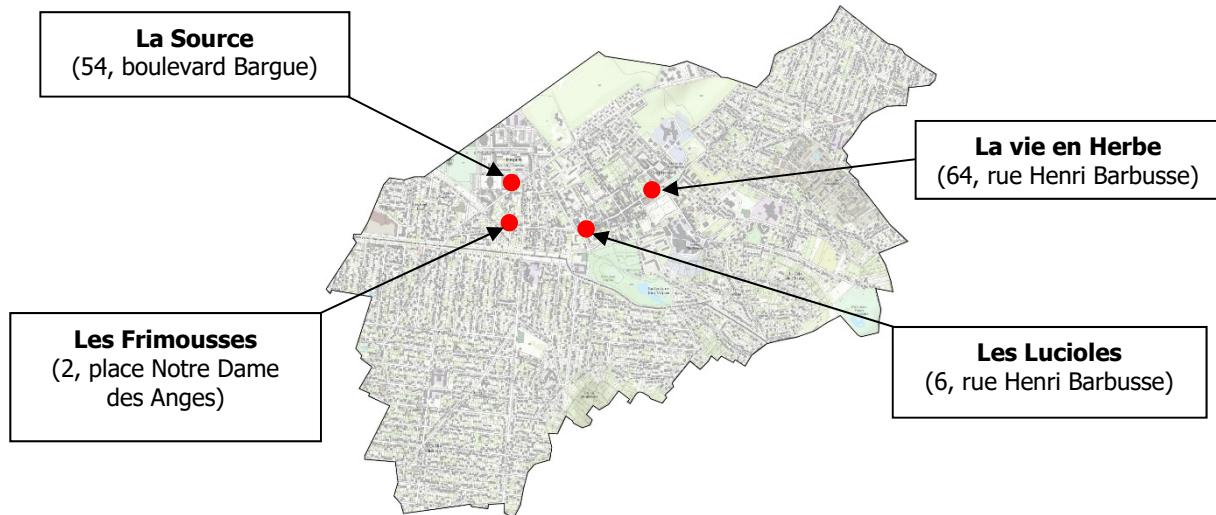 La Source
(54, boulevard Bargue)
La vie en Herbe
(64, rue Henri Barbusse)
Les Frimousses
(2, place Notre Dame
des Anges)
Les Lucioles
(6, rue Henri Barbusse)